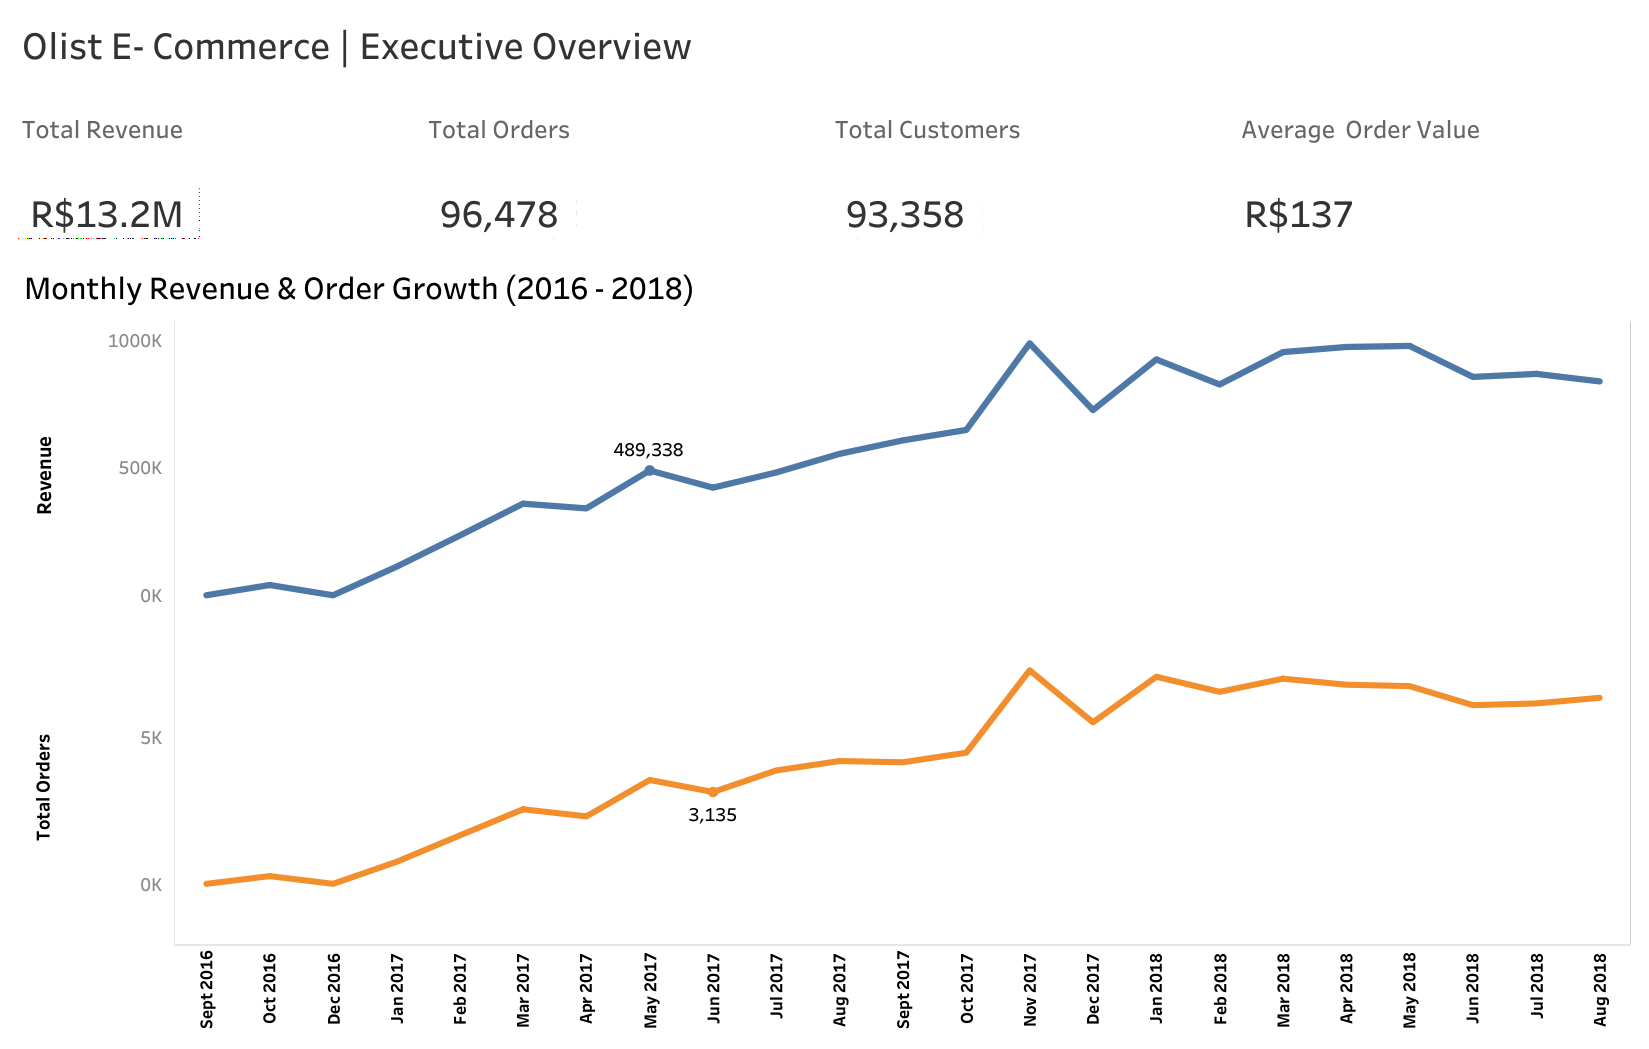 Olist E- Commerce | Executive Overview
Total Revenue
Total Orders
Total Customers
Average  Order Value
R$13.2M
96,478
93,358
R$137
Monthly Revenue & Order Growth (2016 - 2018)
1000K
500K
0K
Revenue
489,338
5K
0K
Total Orders
3,135
Sept 2016
Oct 2016
Dec 2016
Jan 2017
Feb 2017
Mar 2017
Apr 2017
May 2017
Jun 2017
Jul 2017
Aug 2017
Sept 2017
Oct 2017
Nov 2017
Dec 2017
Jan 2018
Feb 2018
Mar 2018
Apr 2018
May 2018
Jun 2018
Jul 2018
Aug 2018